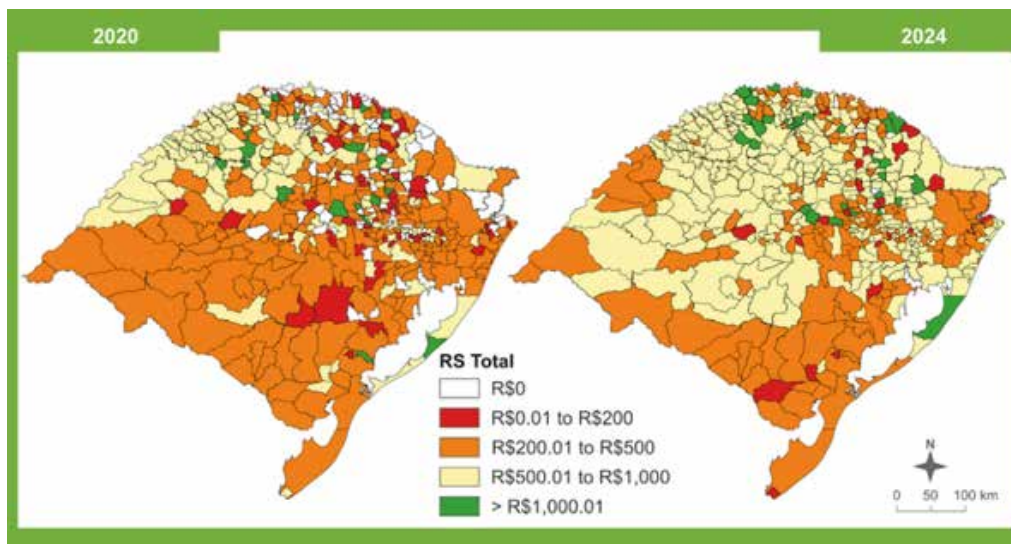 2020
2024
RS Total
R$0
R$0.01 to R$200
R$200.01 to R$500
R$500.01 to R$1,000
> R$1,000.01
N
0 50 100 km